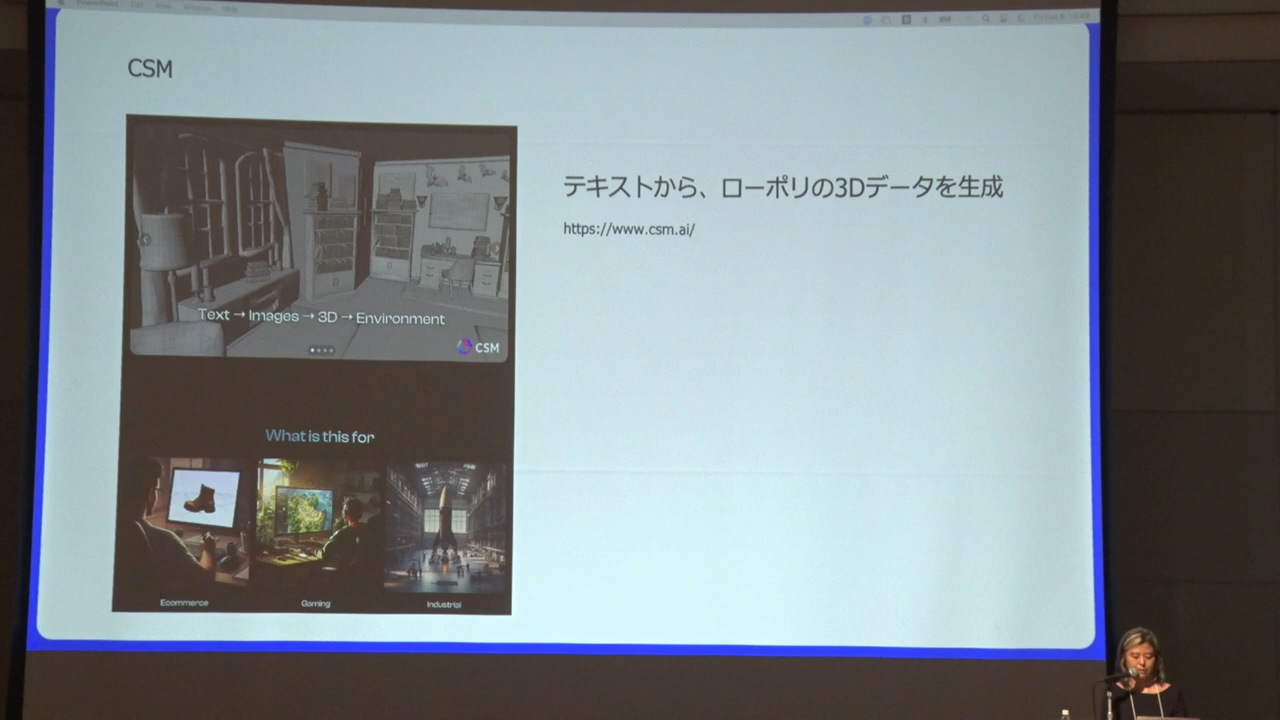 CSM
Text → Images → 3D → Environment
CSM
What is this for
Ecommerce
Gaming
Industrial
テキストから、ローポリの3Dデータを生成
https://www.csm.ai/